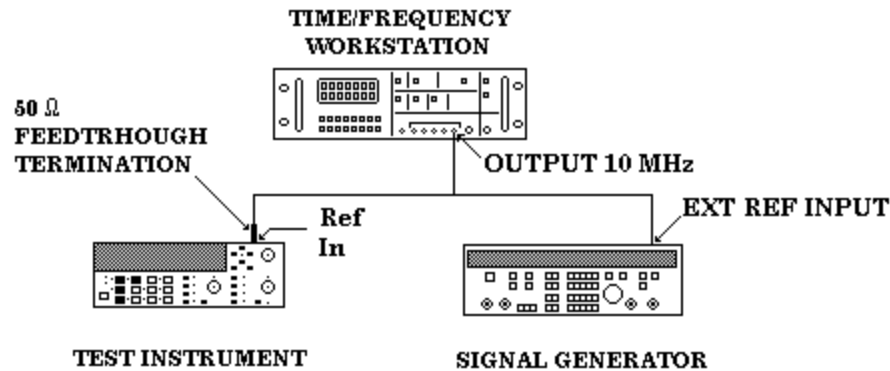 TIME/FREQUENCY
WORKSTATION
50 Ω
FEEDTRHOUGH
TERMINATION
OUTPUT 10 MHz
Ref
In
EXT REF INPUT
TEST INSTRUMENT
SIGNAL GENERATOR